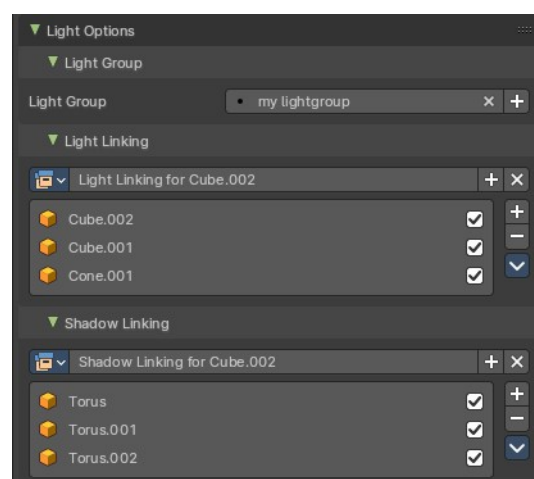 Light Options
Light Group
Light Group my lightgroup
Light Linking
Light Linking for Cube.002
Cube.002
Cube.001
Cone.001
Shadow Linking
Shadow Linking for Cube.002
Torus
Torus.001
Torus.002